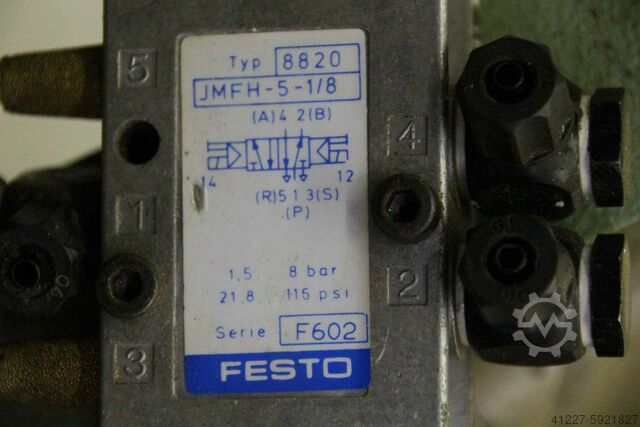 Typ 8820
JMFH-5-1/8
(A)4 2(B)
14 12
(R)5 1 3(S)
(P)
1,5 8 bar
21,8 115 psi
Serie F602
FESTO
5
4
1
2
3
41227-5921827